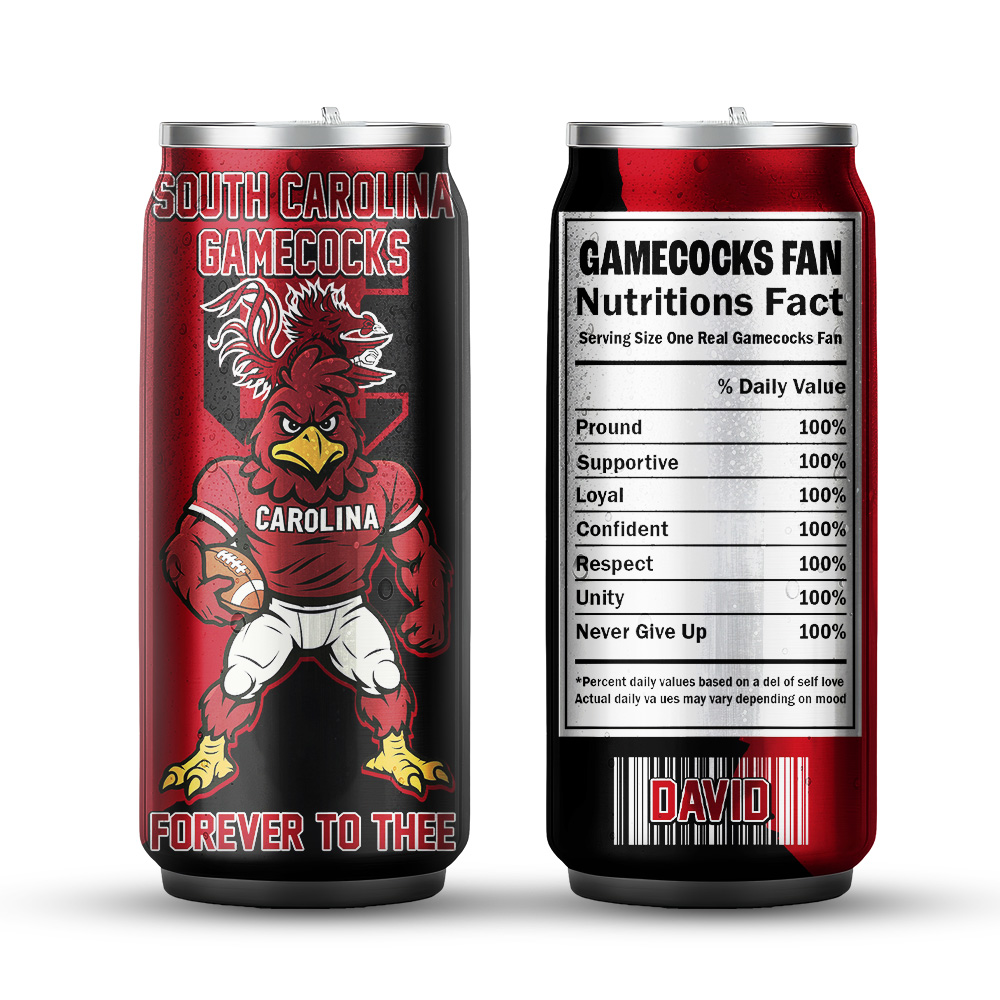 SOUTH CAROLINA
GAMECOCKS
CAROLINA
FOREVER TO THEE
GAMECOCKS FAN
Nutritions Fact
Serving Size One Real Gamecocks Fan
% Daily Value
Pround 100%
Supportive 100%
Loyal 100%
Confident 100%
Respect 100%
Unity 100%
Never Give Up 100%
*Percent daily values based on a del of self love
Actual daily va ues may vary depending on mood
DAVID